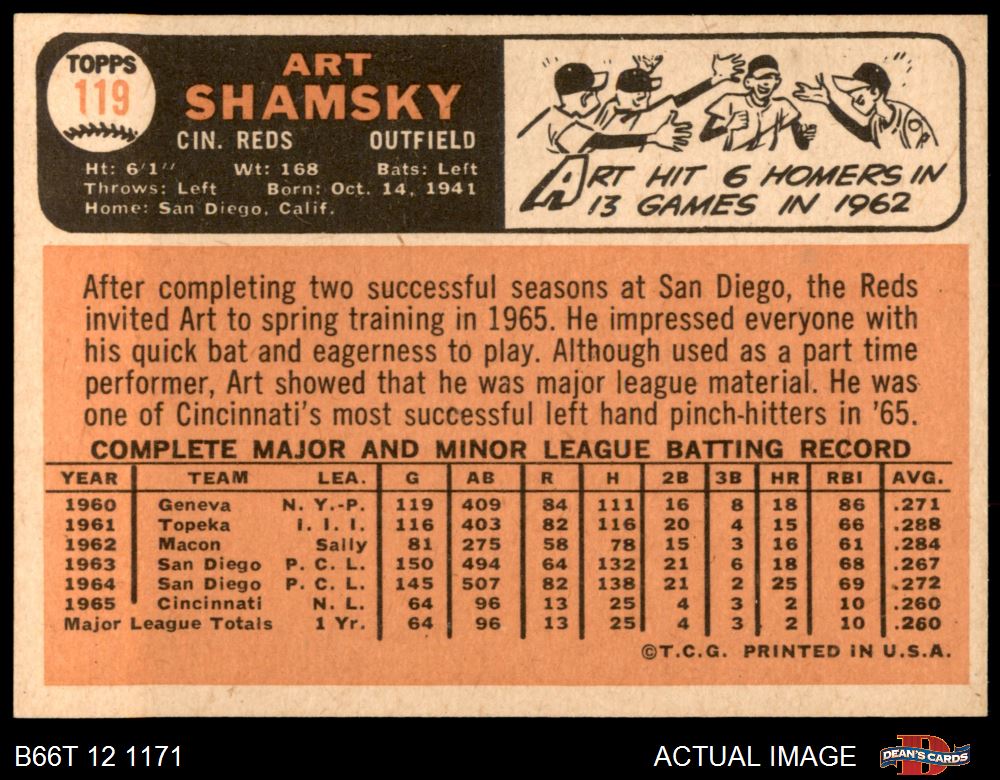 TOPPS
119
ART
SHAMSKY
CIN. REDS OUTFIELD
Ht: 6'1" Wt: 168 Bats: Left
Throws: Left Born: Oct. 14, 1941
Home: San Diego, Calif.
ART HIT 6 HOMERS IN
13 GAMES IN 1962
After completing two successful seasons at San Diego, the Reds
invited Art to spring training in 1965. He impressed everyone with
his quick bat and eagerness to play. Although used as a part time
performer, Art showed that he was major league material. He was
one of Cincinnati's most successful left hand pinch-hitters in '65.
COMPLETE MAJOR AND MINOR LEAGUE BATTING RECORD
YEAR TEAM LEA. G AB R H 2B 3B HR RBI AVG.
1960 Geneva N. Y.-P. 119 409 84 111 16 8 18 86 .271
1961 Topeka I. I. I. 116 403 82 116 20 4 15 66 .288
1962 Macon Sally 81 275 58 78 15 3 16 61 .284
1963 San Diego P. C. L. 150 494 64 132 21 6 18 68 .267
1964 San Diego P. C. L. 145 507 82 138 21 2 25 69 .272
1965 Cincinnati N. L. 64 96 13 25 4 3 2 10 .260
Major League Totals 1 Yr. 64 96 13 25 4 3 2 10 .260
©T.C.G. PRINTED IN U.S.A.
B66T 12 1171 ACTUAL IMAGE DEAN'S CARDS